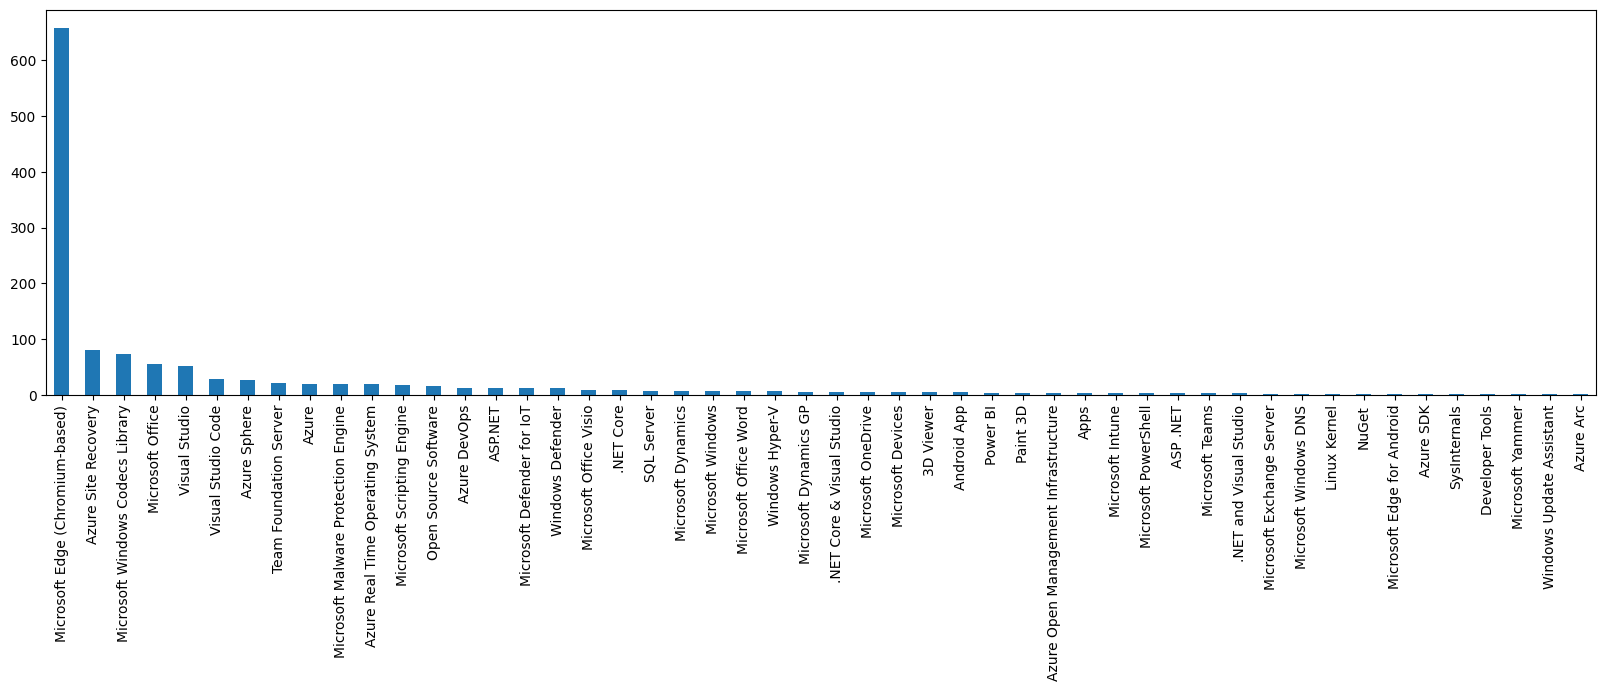 600
500
400
300
200
100
0
Microsoft Edge (Chromium-based)
Azure Site Recovery
Microsoft Windows Codecs Library
Microsoft Office
Visual Studio
Visual Studio Code
Azure Sphere
Team Foundation Server
Azure
Microsoft Malware Protection Engine
Azure Real Time Operating System
Microsoft Scripting Engine
Open Source Software
Azure DevOps
ASP.NET
Microsoft Defender for IoT
Windows Defender
Microsoft Office Visio
.NET Core
SQL Server
Microsoft Dynamics
Microsoft Windows
Microsoft Office Word
Windows Hyper-V
Microsoft Dynamics GP
.NET Core & Visual Studio
Microsoft OneDrive
Microsoft Devices
3D Viewer
Android App
Power BI
Paint 3D
Azure Open Management Infrastructure
Apps
Microsoft Intune
Microsoft PowerShell
ASP .NET
Microsoft Teams
.NET and Visual Studio
Microsoft Exchange Server
Microsoft Windows DNS
Linux Kernel
NuGet
Microsoft Edge for Android
Azure SDK
SysInternals
Developer Tools
Microsoft Yammer
Windows Update Assistant
Azure Arc